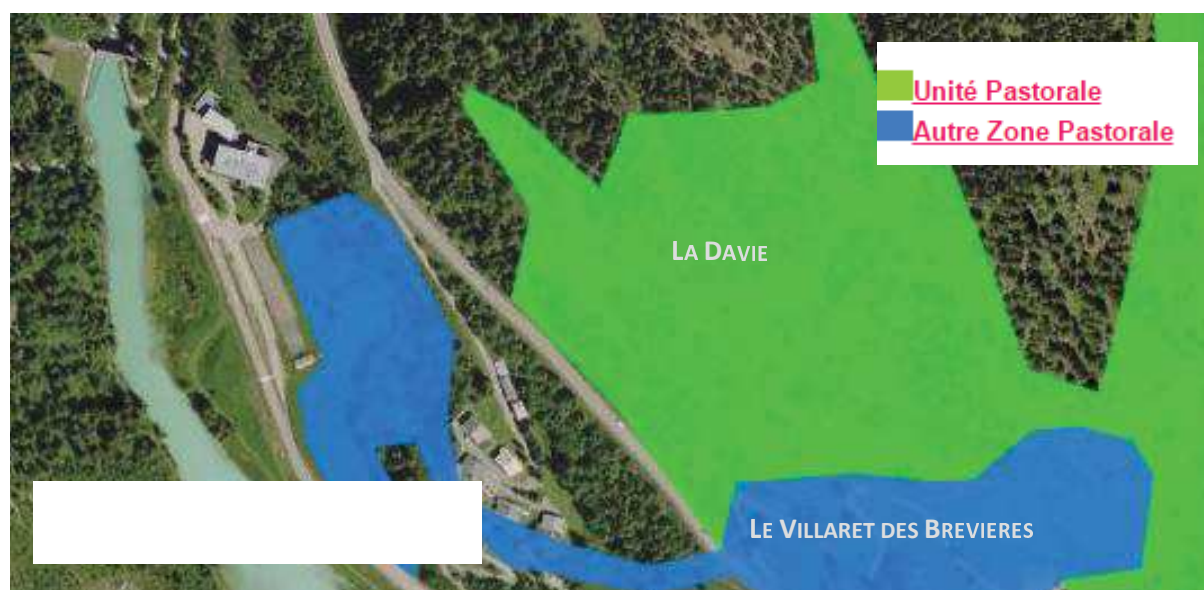 Unité Pastorale
Autre Zone Pastorale
LA DAVIE
LE VILLARET DES BREVIERES